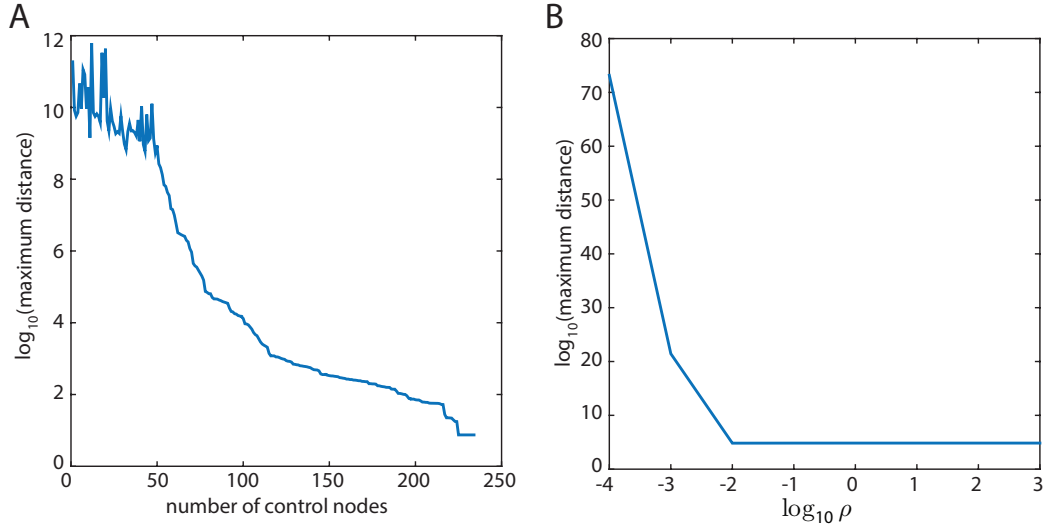 A
12
10
8
6
4
2
0
0 50 100 150 200 250
log10(maximum distance)
number of control nodes
B
80
70
60
50
40
30
20
10
0
-4 -3 -2 -1 0 1 2 3
log10(maximum distance)
log10 ρ